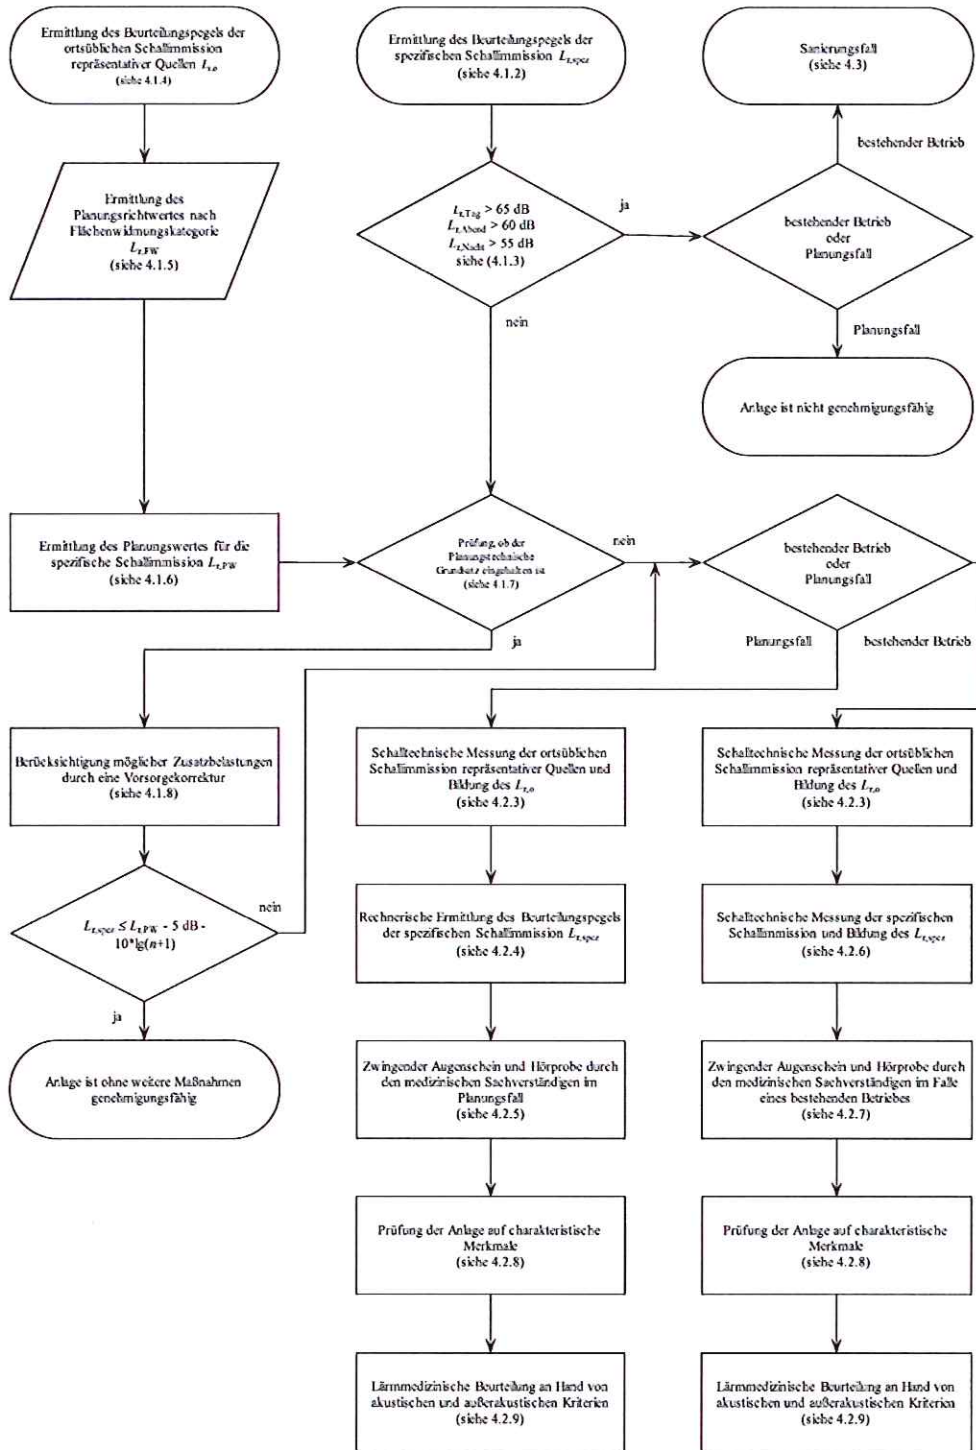 Ermittlung des Beurteilungspegels der
ortsüblichen Schallimmission
repräsentativer Quellen L_r,o
(siehe 4.1.4)
Ermittlung des Beurteilungspegels der
spezifischen Schallimmission L_r,spez
(siehe 4.1.2)
Sanierungsfall
(siehe 4.3)
bestehender Betrieb
Ermittlung des
Planungsrichtwertes nach
Flächenwidmungskategorie
L_r,FW
(siehe 4.1.5)
L_r,Tag > 65 dB
L_r,Abend > 60 dB
L_r,Nacht > 55 dB
siehe (4.1.3)
ja
bestehender Betrieb
oder
Planungsfall
nein
Planungsfall
Anlage ist nicht genehmigungsfähig
Ermittlung des Planungswertes für die
spezifische Schallimmission L_r,PW
(siehe 4.1.6)
Prüfung, ob der
Planungstechnische
Grundsatz eingehalten ist
(siehe 4.1.7)
nein
bestehender Betrieb
oder
Planungsfall
ja
Planungsfall
bestehender Betrieb
Berücksichtigung möglicher Zusatzbelastungen
durch eine Vorsorgekorrektur
(siehe 4.1.8)
Schalltechnische Messung der ortsüblichen
Schallimmission repräsentativer Quellen und
Bildung des L_r,o
(siehe 4.2.3)
Schalltechnische Messung der ortsüblichen
Schallimmission repräsentativer Quellen und
Bildung des L_r,o
(siehe 4.2.3)
L_r,spez ≤ L_r,PW - 5 dB -
10*lg(n+1)
nein
Rechnerische Ermittlung des Beurteilungspegels
der spezifischen Schallimmission L_r,spez
(siehe 4.2.4)
Schalltechnische Messung der spezifischen
Schallimmission und Bildung des L_r,spez
(siehe 4.2.6)
ja
Anlage ist ohne weitere Maßnahmen
genehmigungsfähig
Zwingender Augenschein und Hörprobe durch
den medizinischen Sachverständigen im
Planungsfall
(siehe 4.2.5)
Zwingender Augenschein und Hörprobe durch
den medizinischen Sachverständigen im Falle
eines bestehenden Betriebes
(siehe 4.2.7)
Prüfung der Anlage auf charakteristische
Merkmale
(siehe 4.2.8)
Prüfung der Anlage auf charakteristische
Merkmale
(siehe 4.2.8)
Lärmmedizinische Beurteilung an Hand von
akustischen und außerakustischen Kriterien
(siehe 4.2.9)
Lärmmedizinische Beurteilung an Hand von
akustischen und außerakustischen Kriterien
(siehe 4.2.9)